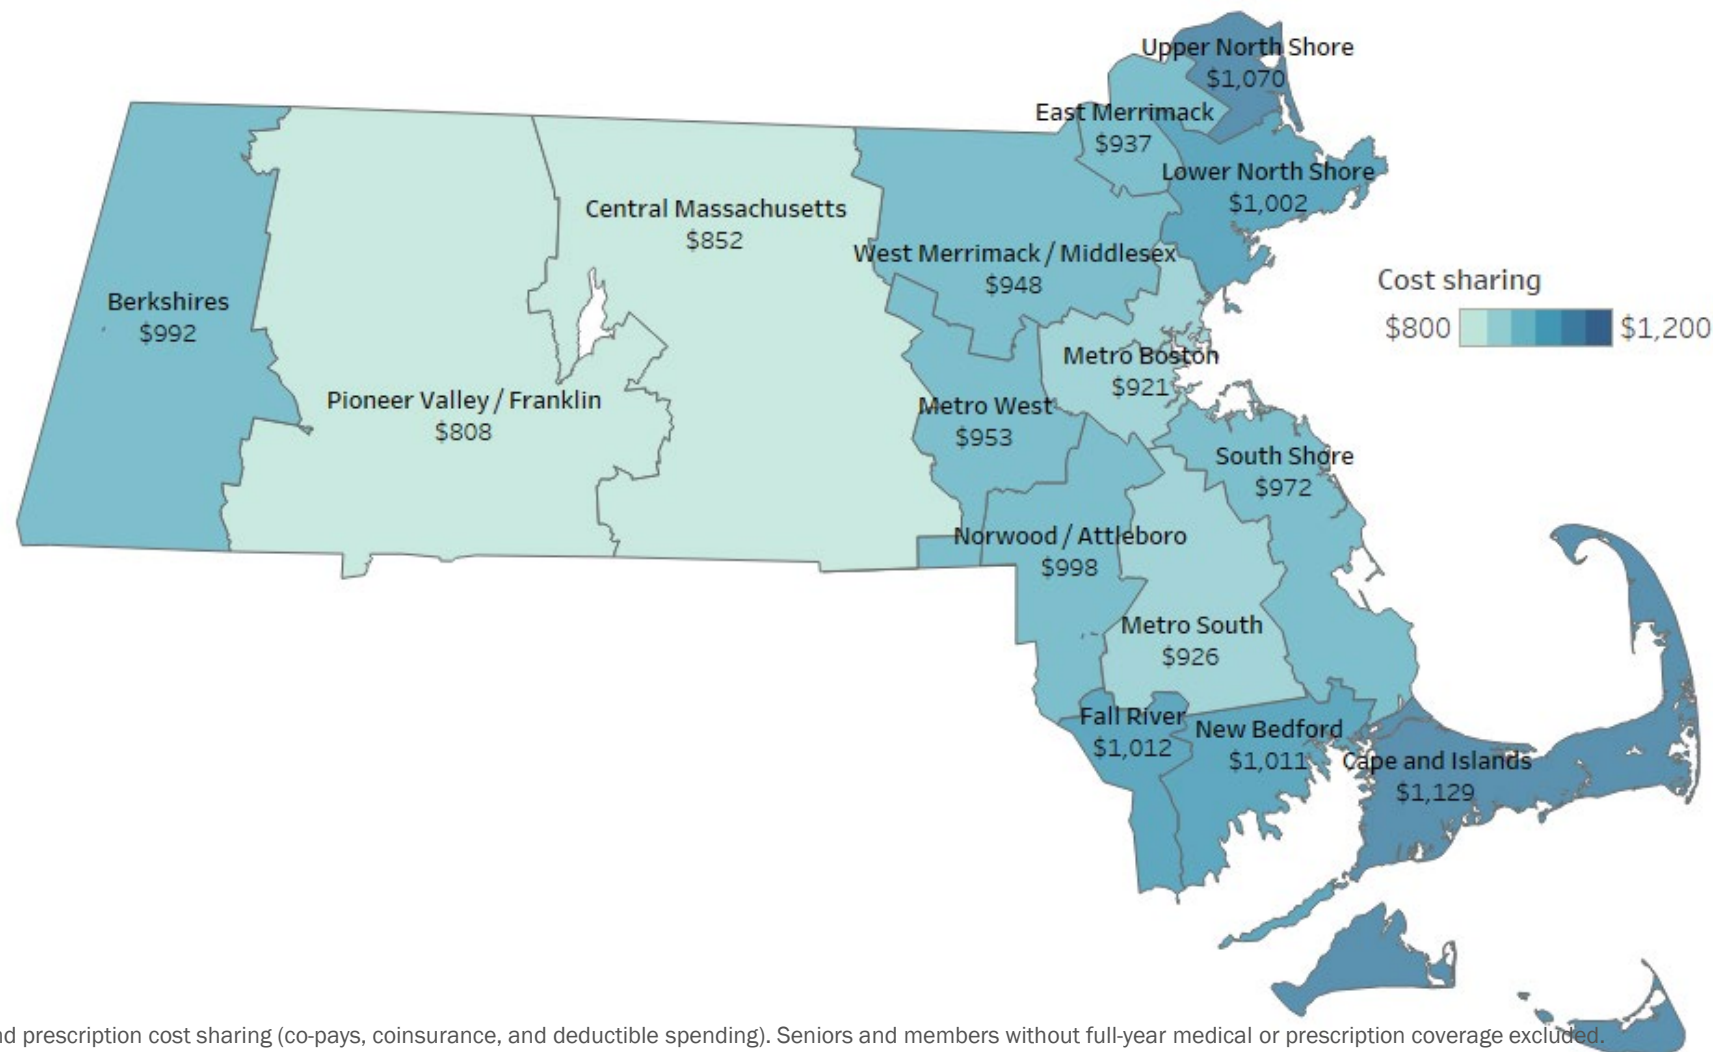 Upper North Shore
$1,070
East Merrimack
$937
Lower North Shore
$1,002
Central Massachusetts
$852
West Merrimack / Middlesex
$948
Cost sharing
$800
$1,200
Berkshires
$992
Metro Boston
$921
Pioneer Valley / Franklin
$808
Metro West
$953
South Shore
$972
Norwood / Attleboro
$998
Metro South
$926
Fall River
$1,012
New Bedford
$1,011
Cape and Islands
$1,129
prescription cost sharing (co-pays, coinsurance, and deductible spending). Seniors and members without full-year medical or prescription coverage excluded.